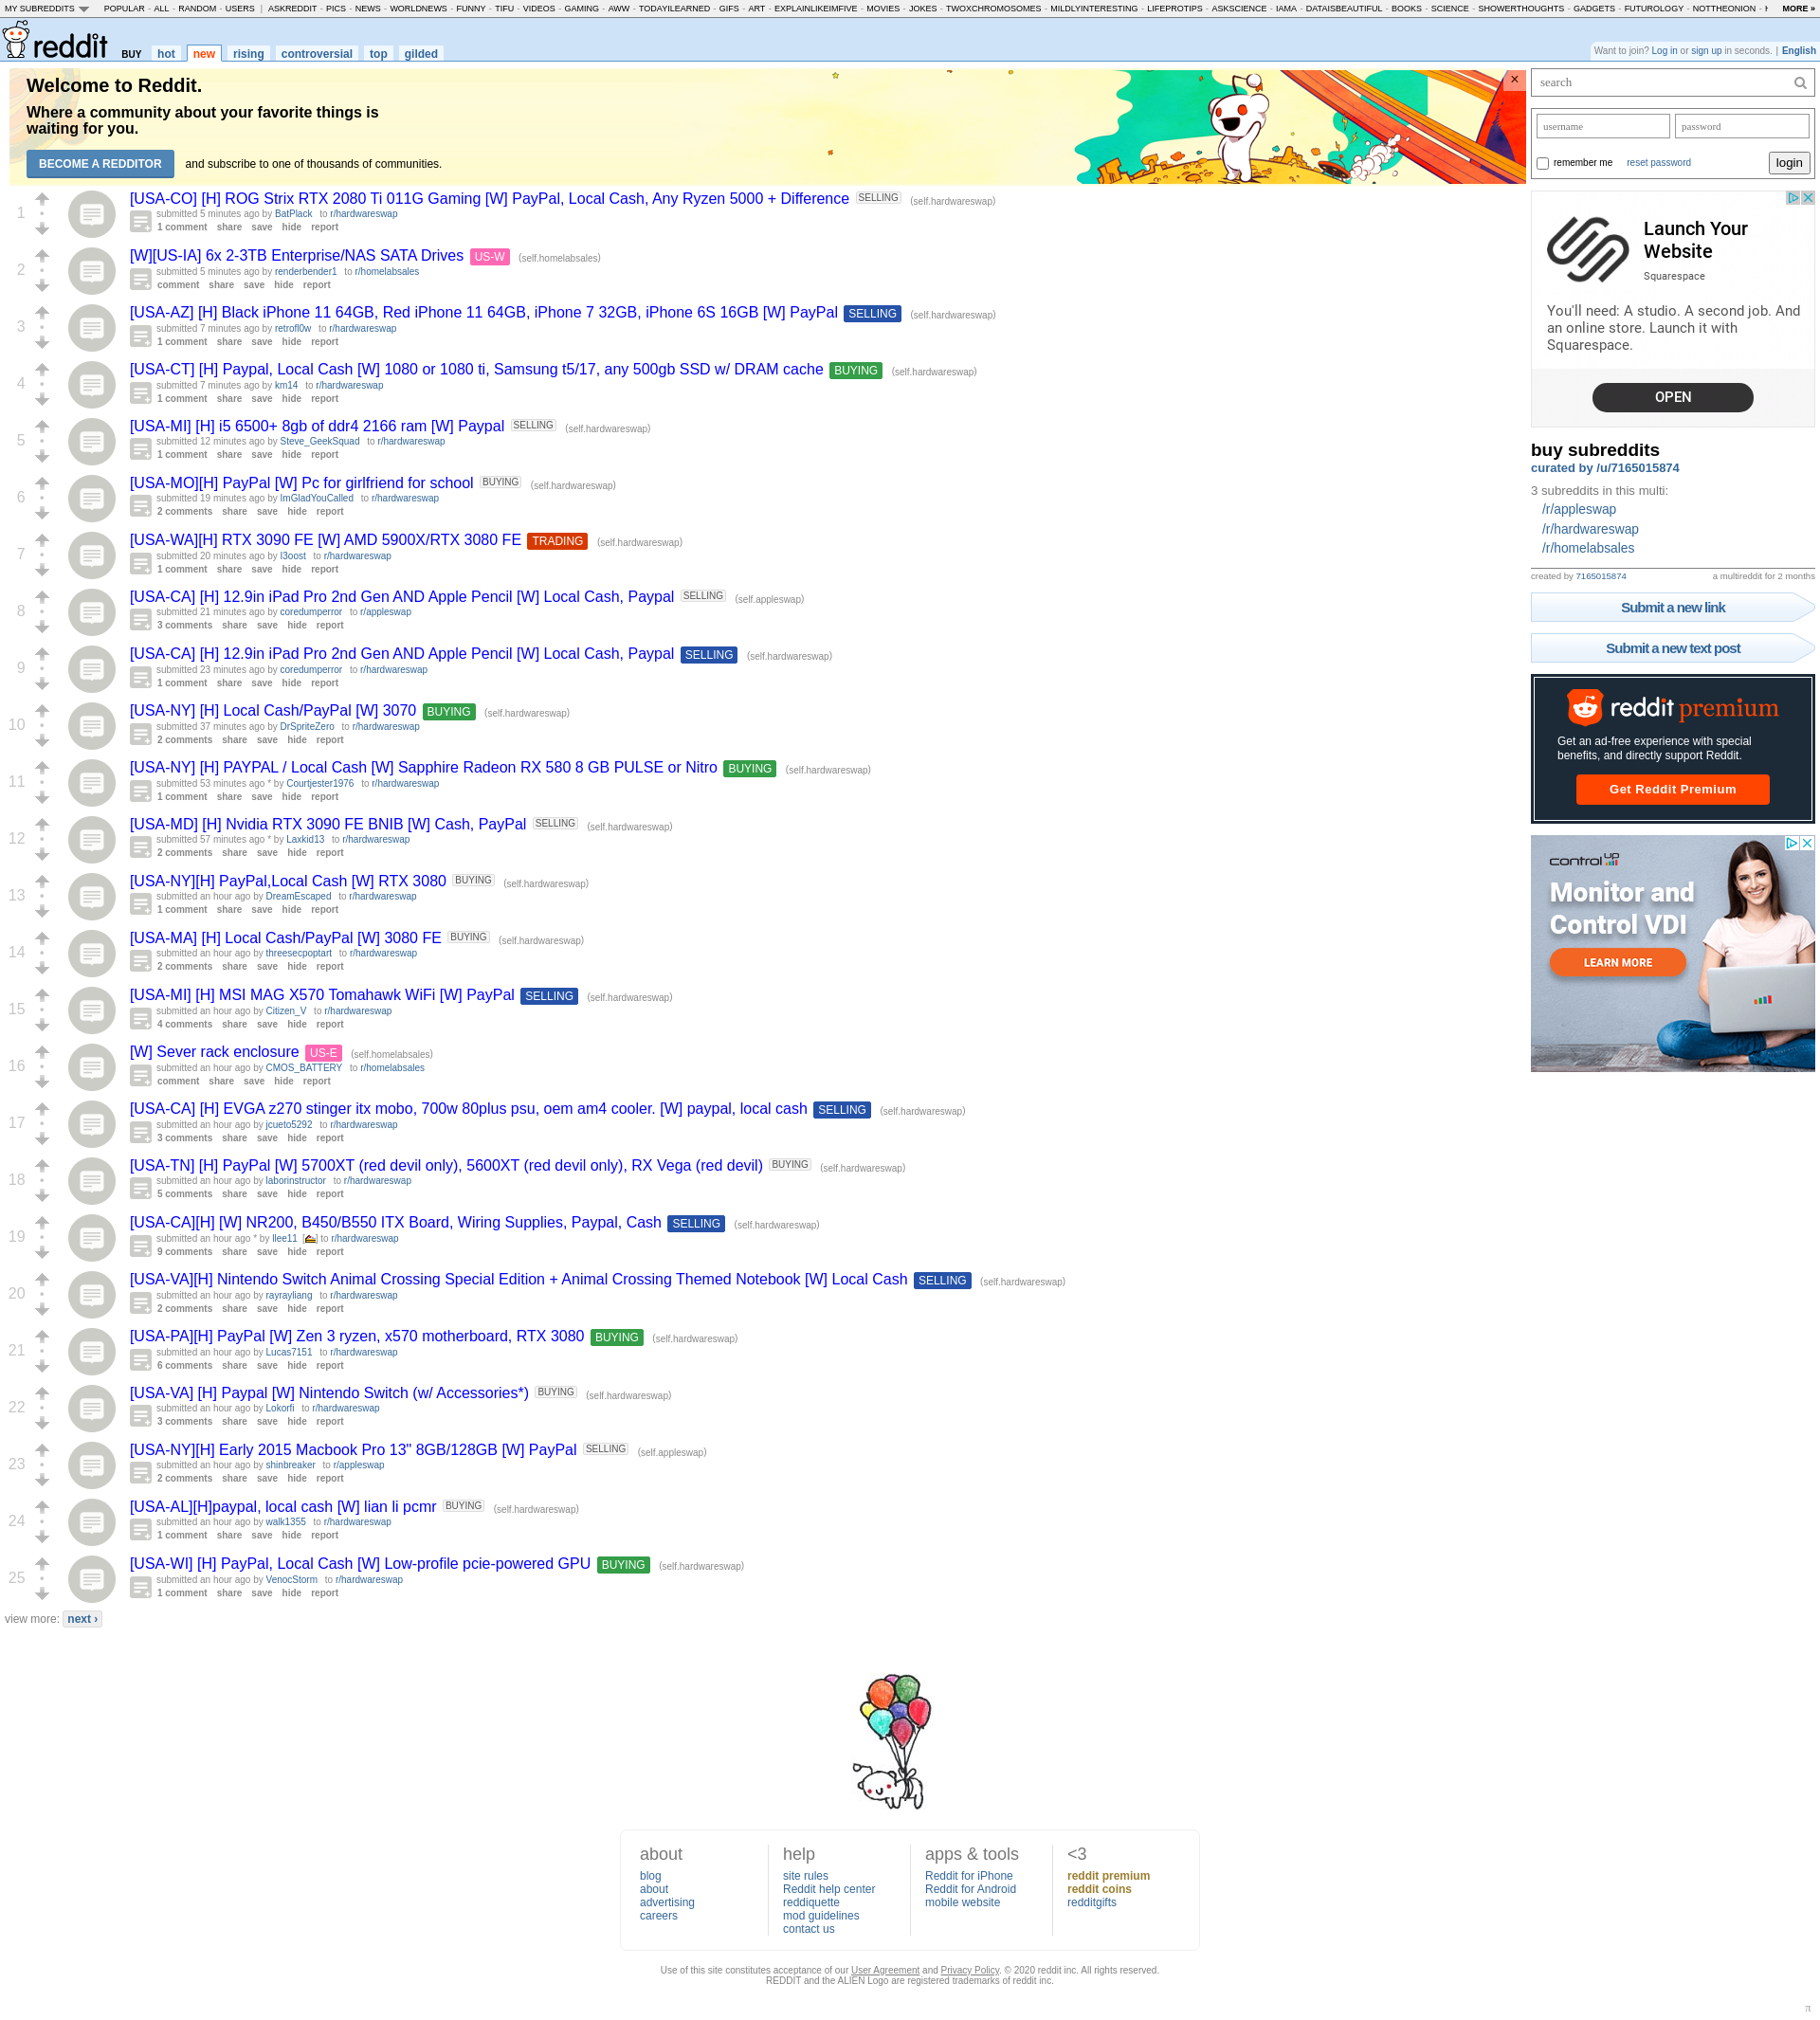 MY SUBREDDITS POPULAR - ALL - RANDOM - USERS | ASKREDDIT - PICS - NEWS - WORLDNEWS - FUNNY - TIFU - VIDEOS - GAMING - AWW - TODAYILEARNED - GIFS - ART - EXPLAINLIKEIMFIVE - MOVIES - JOKES - TWOXCHROMOSOMES - MILDLYINTERESTING - LIFEPROTIPS - ASKSCIENCE - IAMA - DATAISBEAUTIFUL - BOOKS - SCIENCE - SHOWERTHOUGHTS - GADGETS - FUTUROLOGY - NOTTHEONION - MORE »
reddit BUY hot new rising controversial top gilded
Want to join? Log in or sign up in seconds. | English
Welcome to Reddit.
Where a community about your favorite things is
waiting for you.
BECOME A REDDITOR and subscribe to one of thousands of communities.
1
[USA-CO] [H] ROG Strix RTX 2080 Ti 011G Gaming [W] PayPal, Local Cash, Any Ryzen 5000 + Difference SELLING (self.hardwareswap)
submitted 5 minutes ago by BatPlack to r/hardwareswap
1 comment share save hide report
2
[W][US-IA] 6x 2-3TB Enterprise/NAS SATA Drives US-W (self.homelabsales)
submitted 5 minutes ago by renderbender1 to r/homelabsales
comment share save hide report
3
[USA-AZ] [H] Black iPhone 11 64GB, Red iPhone 11 64GB, iPhone 7 32GB, iPhone 6S 16GB [W] PayPal SELLING (self.hardwareswap)
submitted 7 minutes ago by retrofl0w to r/hardwareswap
1 comment share save hide report
4
[USA-CT] [H] Paypal, Local Cash [W] 1080 or 1080 ti, Samsung t5/17, any 500gb SSD w/ DRAM cache BUYING (self.hardwareswap)
submitted 7 minutes ago by km14 to r/hardwareswap
1 comment share save hide report
5
[USA-MI] [H] i5 6500+ 8gb of ddr4 2166 ram [W] Paypal SELLING (self.hardwareswap)
submitted 12 minutes ago by Steve_GeekSquad to r/hardwareswap
1 comment share save hide report
6
[USA-MO][H] PayPal [W] Pc for girlfriend for school BUYING (self.hardwareswap)
submitted 19 minutes ago by ImGladYouCalled to r/hardwareswap
2 comments share save hide report
7
[USA-WA][H] RTX 3090 FE [W] AMD 5900X/RTX 3080 FE TRADING (self.hardwareswap)
submitted 20 minutes ago by l3oost to r/hardwareswap
1 comment share save hide report
8
[USA-CA] [H] 12.9in iPad Pro 2nd Gen AND Apple Pencil [W] Local Cash, Paypal SELLING (self.appleswap)
submitted 21 minutes ago by coredumperror to r/appleswap
3 comments share save hide report
9
[USA-CA] [H] 12.9in iPad Pro 2nd Gen AND Apple Pencil [W] Local Cash, Paypal SELLING (self.hardwareswap)
submitted 23 minutes ago by coredumperror to r/hardwareswap
1 comment share save hide report
10
[USA-NY] [H] Local Cash/PayPal [W] 3070 BUYING (self.hardwareswap)
submitted 37 minutes ago by DrSpriteZero to r/hardwareswap
2 comments share save hide report
11
[USA-NY] [H] PAYPAL / Local Cash [W] Sapphire Radeon RX 580 8 GB PULSE or Nitro BUYING (self.hardwareswap)
submitted 53 minutes ago * by Courtjester1976 to r/hardwareswap
1 comment share save hide report
12
[USA-MD] [H] Nvidia RTX 3090 FE BNIB [W] Cash, PayPal SELLING (self.hardwareswap)
submitted 57 minutes ago * by Laxkid13 to r/hardwareswap
2 comments share save hide report
13
[USA-NY][H] PayPal,Local Cash [W] RTX 3080 BUYING (self.hardwareswap)
submitted an hour ago by DreamEscaped to r/hardwareswap
1 comment share save hide report
14
[USA-MA] [H] Local Cash/PayPal [W] 3080 FE BUYING (self.hardwareswap)
submitted an hour ago by threesecpoptart to r/hardwareswap
2 comments share save hide report
15
[USA-MI] [H] MSI MAG X570 Tomahawk WiFi [W] PayPal SELLING (self.hardwareswap)
submitted an hour ago by Citizen_V to r/hardwareswap
4 comments share save hide report
16
[W] Sever rack enclosure US-E (self.homelabsales)
submitted an hour ago by CMOS_BATTERY to r/homelabsales
comment share save hide report
17
[USA-CA] [H] EVGA z270 stinger itx mobo, 700w 80plus psu, oem am4 cooler. [W] paypal, local cash SELLING (self.hardwareswap)
submitted an hour ago by jcueto5292 to r/hardwareswap
3 comments share save hide report
18
[USA-TN] [H] PayPal [W] 5700XT (red devil only), 5600XT (red devil only), RX Vega (red devil) BUYING (self.hardwareswap)
submitted an hour ago by laborinstructor to r/hardwareswap
5 comments share save hide report
19
[USA-CA][H] [W] NR200, B450/B550 ITX Board, Wiring Supplies, Paypal, Cash SELLING (self.hardwareswap)
submitted an hour ago * by llee11 [] to r/hardwareswap
9 comments share save hide report
20
[USA-VA][H] Nintendo Switch Animal Crossing Special Edition + Animal Crossing Themed Notebook [W] Local Cash SELLING (self.hardwareswap)
submitted an hour ago by rayrayliang to r/hardwareswap
2 comments share save hide report
21
[USA-PA][H] PayPal [W] Zen 3 ryzen, x570 motherboard, RTX 3080 BUYING (self.hardwareswap)
submitted an hour ago by Lucas7151 to r/hardwareswap
6 comments share save hide report
22
[USA-VA] [H] Paypal [W] Nintendo Switch (w/ Accessories*) BUYING (self.hardwareswap)
submitted an hour ago by Lokorfi to r/hardwareswap
3 comments share save hide report
23
[USA-NY][H] Early 2015 Macbook Pro 13" 8GB/128GB [W] PayPal SELLING (self.appleswap)
submitted an hour ago by shinbreaker to r/appleswap
2 comments share save hide report
24
[USA-AL][H]paypal, local cash [W] lian li pcmr BUYING (self.hardwareswap)
submitted an hour ago by walk1355 to r/hardwareswap
1 comment share save hide report
25
[USA-WI] [H] PayPal, Local Cash [W] Low-profile pcie-powered GPU BUYING (self.hardwareswap)
submitted an hour ago by VenocStorm to r/hardwareswap
1 comment share save hide report
view more: next ›
search
username password
remember me reset password login
Launch Your
Website
Squarespace
You'll need: A studio. A second job. And
an online store. Launch it with
Squarespace.
OPEN
buy subreddits
curated by /u/7165015874
3 subreddits in this multi:
/r/appleswap
/r/hardwareswap
/r/homelabsales
created by 7165015874 a multireddit for 2 months
Submit a new link
Submit a new text post
reddit premium
Get an ad-free experience with special
benefits, and directly support Reddit.
Get Reddit Premium
control up
Monitor and
Control VDI
LEARN MORE
about
blog
about
advertising
careers
help
site rules
Reddit help center
reddiquette
mod guidelines
contact us
apps & tools
Reddit for iPhone
Reddit for Android
mobile website
<3
reddit premium
reddit coins
redditgifts
Use of this site constitutes acceptance of our User Agreement and Privacy Policy. © 2020 reddit inc. All rights reserved.
REDDIT and the ALIEN Logo are registered trademarks of reddit inc.
π